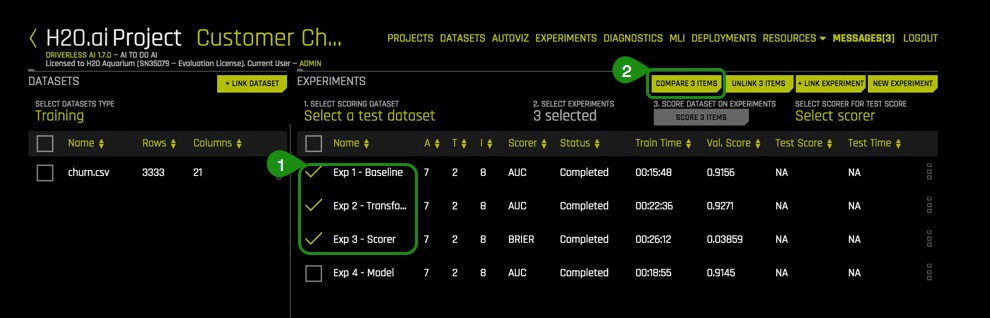 H2O.ai Project Customer Ch...
PROJECTS DATASETS AUTOVIZ EXPERIMENTS DIAGNOSTICS MLI DEPLOYMENTS RESOURCES MESSAGES[3] LOGOUT
DRIVERLESS AI 1.7.0 – AI TO DO AI
Licensed to H2O Aquarium (SN35079 – Evaluation License). Current User – ADMIN
2
DATASETS
+ LINK DATASET
EXPERIMENTS
COMPARE 3 ITEMS
UNLINK 3 ITEMS
+ LINK EXPERIMENT
NEW EXPERIMENT
SELECT DATASETS TYPE
Training
1. SELECT SCORING DATASET
Select a test dataset
2. SELECT EXPERIMENTS
3 selected
3. SCORE DATASET ON EXPERIMENTS
SCORE 3 ITEMS
SELECT SCORER FOR TEST SCORE
Select scorer
Name Rows Columns
churn.csv 3333 21
1
Name A T I Scorer Status Train Time Val. Score Test Score Test Time
Exp 1 - Baseline 7 2 8 AUC Completed 00:15:48 0.9156 NA NA
Exp 2 - Transfo... 7 2 8 AUC Completed 00:22:36 0.9271 NA NA
Exp 3 - Scorer 7 2 8 BRIER Completed 00:26:12 0.03859 NA NA
Exp 4 - Model 7 2 8 AUC Completed 00:18:55 0.9145 NA NA